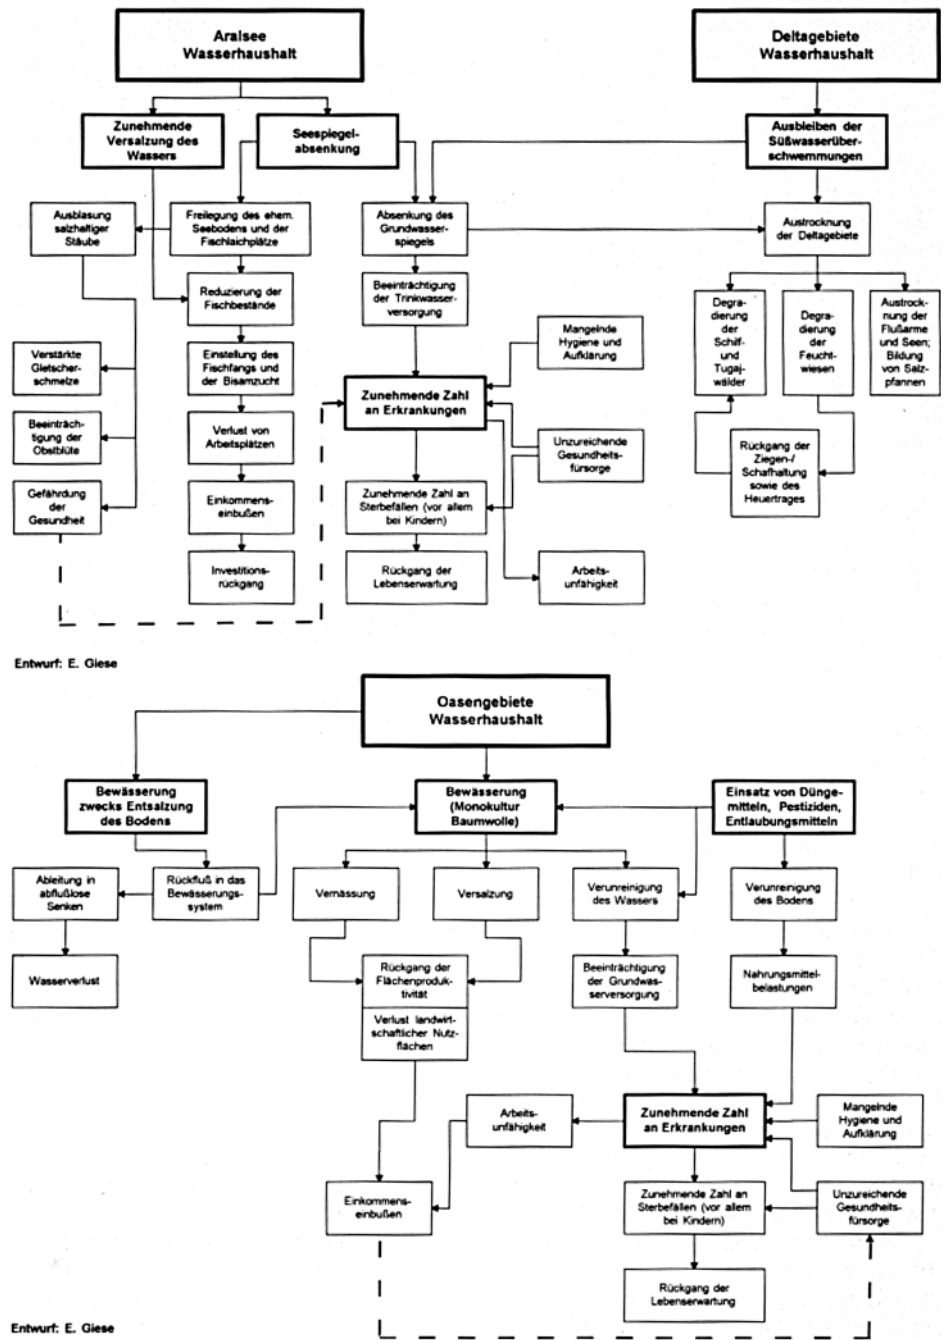 Aralsee
Wasserhaushalt
Deltagebiete
Wasserhaushalt
Zunehmende
Versalzung des
Wassers
Seespiegel-
absenkung
Ausbleiben der
Süßwasserüber-
schwemmungen
Ausblasung
salzhaltiger
Stäube
Freilegung des ehem.
Seebodens und der
Fischlaichplätze
Absenkung des
Grundwasser-
spiegels
Austrocknung
der Deltagebiete
Reduzierung der
Fischbestände
Beeinträchtigung
der Trinkwasser-
versorgung
Degra-
dierung
der
Schilf-
und
Tugaj-
wälder
Degra-
dierung
der
Feucht-
wiesen
Austrock-
nung der
Flußarme
und Seen;
Bildung
von Salz-
pfannen
Mangelnde
Hygiene und
Aufklärung
Verstärkte
Gletscher-
schmelze
Einstellung des
Fischfangs und
der Bisamzucht
Zunehmende Zahl
an Erkrankungen
Beeinträch-
tigung der
Obstblüte
Verlust von
Arbeitsplätzen
Unzureichende
Gesundheits-
fürsorge
Rückgang der
Ziegen-/
Schafhaltung
sowie des
Heuertrages
Gefährdung
der
Gesundheit
Einkommens-
einbußen
Zunehmende Zahl an
Sterbefällen (vor allem
bei Kindern)
Investitions-
rückgang
Rückgang der
Lebenserwartung
Arbeits-
unfähigkeit
Entwurf: E. Giese
Oasengebiete
Wasserhaushalt
Bewässerung
zwecks Entsalzung
des Bodens
Bewässerung
(Monokultur
Baumwolle)
Einsatz von Dünge-
mitteln, Pestiziden,
Entlaubungsmitteln
Ableitung in
abflußlose
Senken
Rückfluß in das
Bewässerungs-
system
Vernässung
Versalzung
Verunreinigung
des Wassers
Verunreinigung
des Bodens
Wasserverlust
Rückgang der
Flächenproduk-
tivität
Verlust landwirt-
schaftlicher Nutz-
flächen
Beeinträchtigung
der Grundwas-
serversorgung
Nahrungsmittel-
belastungen
Arbeits-
unfähigkeit
Zunehmende Zahl
an Erkrankungen
Mangelnde
Hygiene und
Aufklärung
Einkommens-
einbußen
Zunehmende Zahl an
Sterbefällen (vor allem
bei Kindern)
Unzureichende
Gesundheits-
fürsorge
Rückgang der
Lebenserwartung
Entwurf: E. Giese